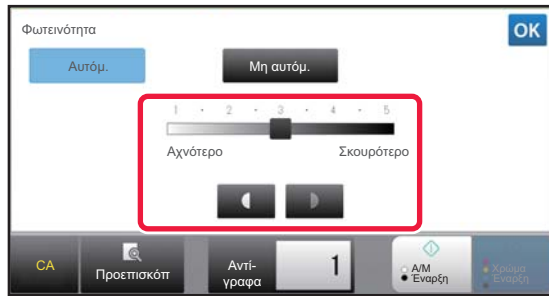 Φωτεινότητα
OK
Αυτόμ.
Μη αυτόμ.
1 · 2 · 3 · 4 · 5
Αχνότερο
Σκουρότερο
CA
Προεπισκόπ
Αντί-
γραφα
1
Α/Μ
Έναρξη
Χρώμα
Έναρξη